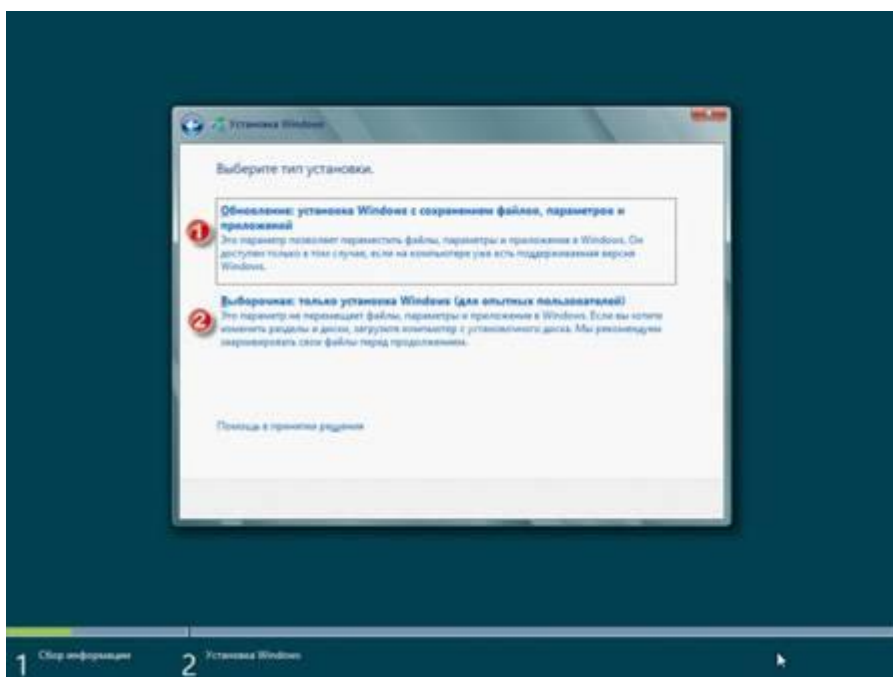 Установка Windows
Выберите тип установки.
Обновление: установка Windows с сохранением файлов, параметров и
приложений
1
Это параметр позволяет переместить файлы, параметры и приложения в Windows. Он
доступен только в том случае, если на компьютере уже есть поддерживаемая версия
Windows.
Выборочная: только установка Windows (для опытных пользователей)
2
Это параметр не перемещает файлы, параметры и приложения в Windows. Если вы хотите
изменить разделы и диски, загрузите компьютер с установочного диска. Мы рекомендуем
заархивировать свои файлы перед продолжением.
Помощь в принятии решения
1 Сбор информации
2 Установка Windows